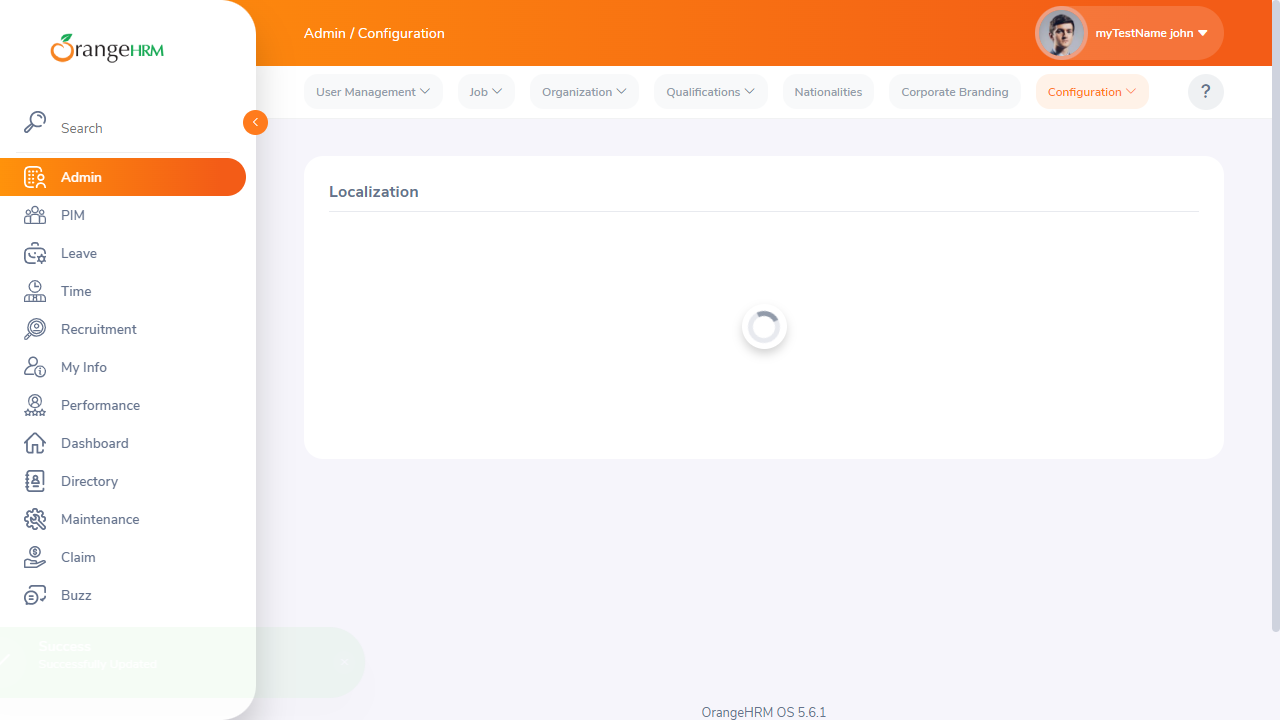 OrangeHRM
Search
Admin
PIM
Leave
Time
Recruitment
My Info
Performance
Dashboard
Directory
Maintenance
Claim
Buzz
Admin / Configuration
myTestName john
User Management
Job
Organization
Qualifications
Nationalities
Corporate Branding
Configuration
?
Localization
Success
Successfully Updated
OrangeHRM OS 5.6.1